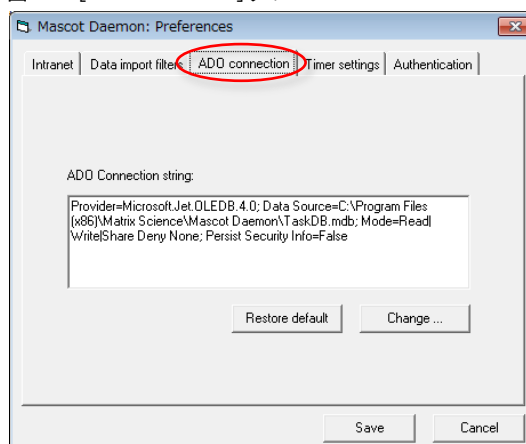 Mascot Daemon: Preferences
Intranet Data import filters ADO connection Timer settings Authentication
ADO Connection string:
Provider=Microsoft.Jet.OLEDB.4.0; Data Source=C:\Program Files
(x86)\Matrix Science\Mascot Daemon\TaskDB.mdb; Mode=Read|
Write|Share Deny None; Persist Security Info=False
Restore default Change ...
Save Cancel